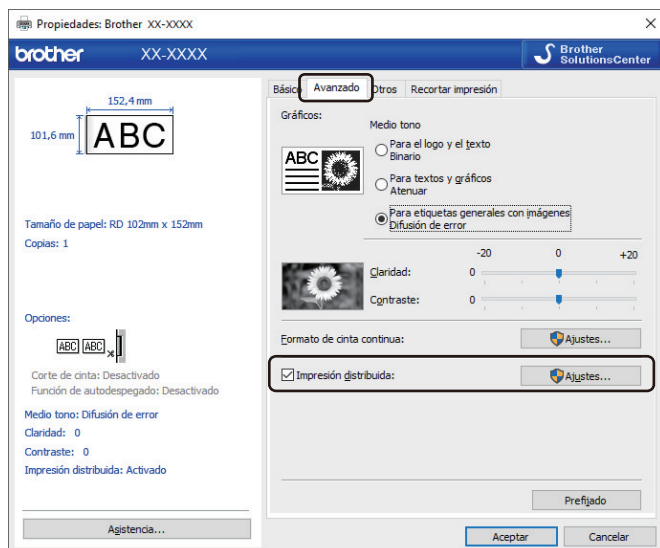 Propiedades: Brother XX-XXXX
brother XX-XXXX
Brother
SolutionsCenter
152,4 mm
101,6 mm
ABC
Tamaño de papel: RD 102mm x 152mm
Copias: 1
Opciones:
ABC ABC
Corte de cinta: Desactivado
Función de autodespegado: Desactivado
Medio tono: Difusión de error
Claridad: 0
Contraste: 0
Impresión distribuida: Activado
Asistencia...
Básico Avanzado Otros Recortar impresión
Gráficos:
Medio tono
ABC
Para el logo y el texto
Binario
Para textos y gráficos
Atenuar
Para etiquetas generales con imágenes
Difusión de error
-20 0 +20
Claridad: 0
Contraste: 0
Formato de cinta continua: Ajustes...
Impresión distribuida: Ajustes...
Prefijado
Aceptar Cancelar